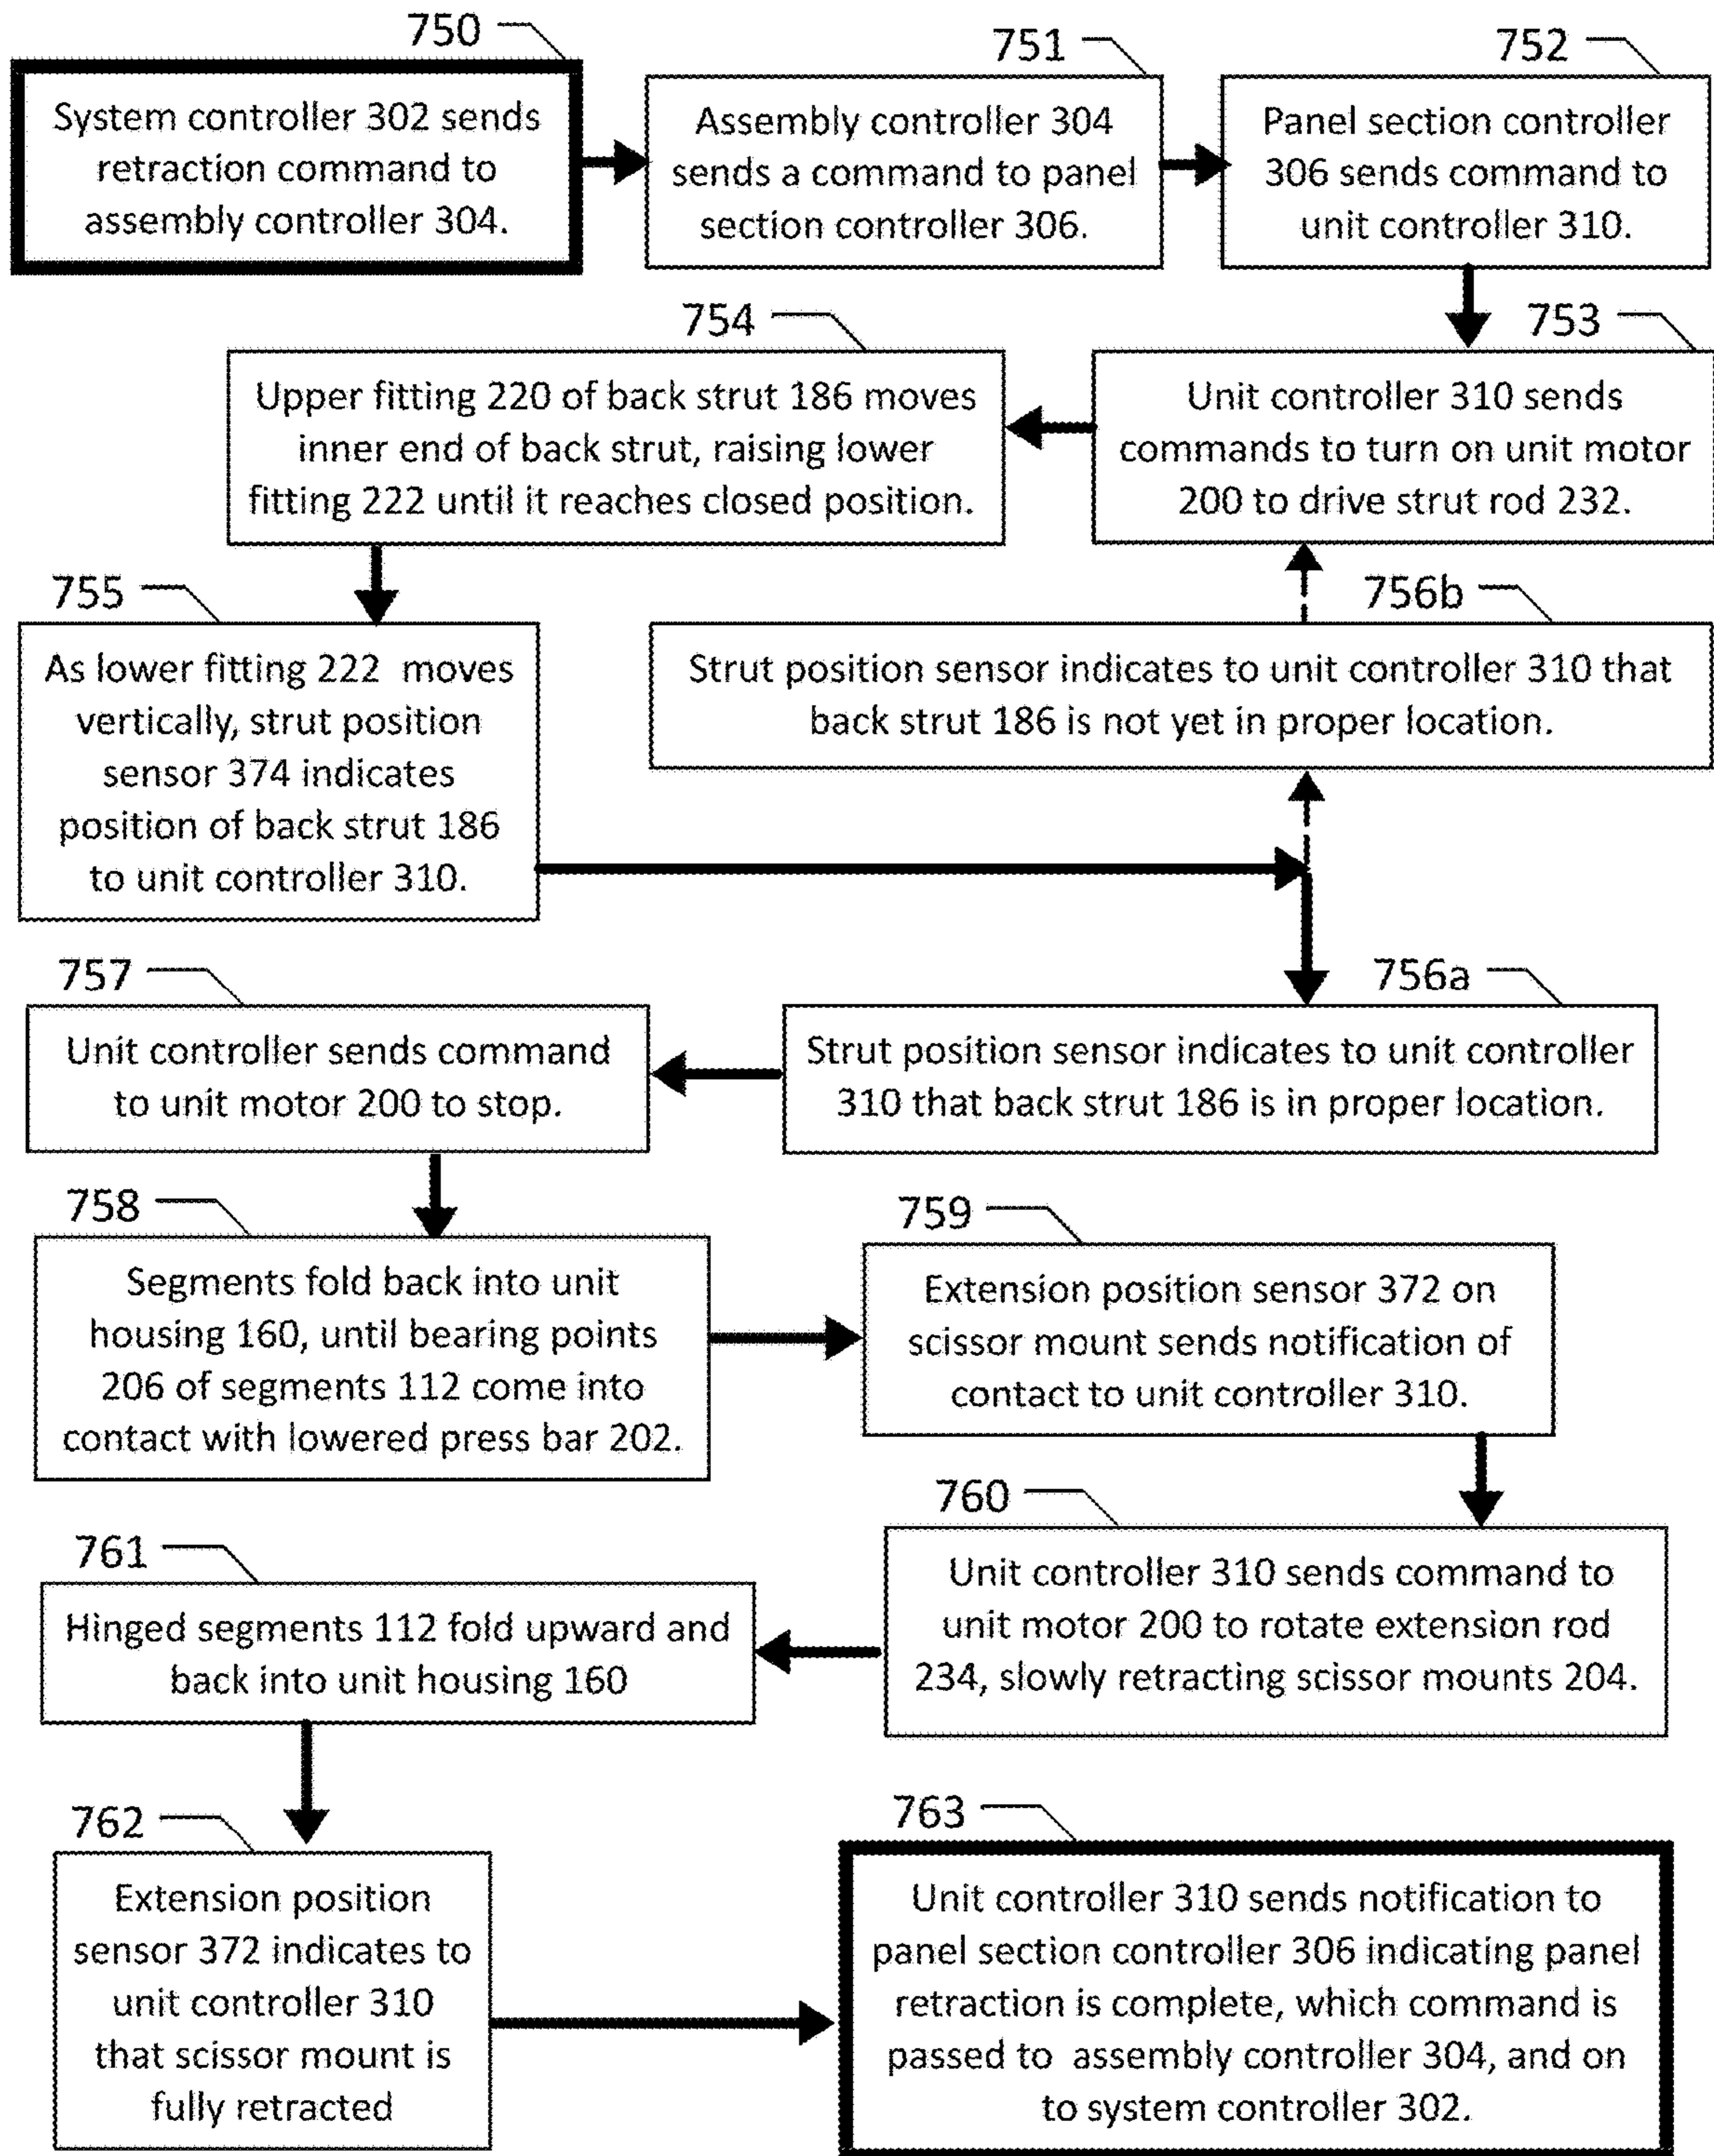 750
System controller 302 sends
retraction command to
assembly controller 304.
751
Assembly controller 304
sends a command to panel
section controller 306.
752
Panel section controller
306 sends command to
unit controller 310.
753
Unit controller 310 sends
commands to turn on unit motor
200 to drive strut rod 232.
754
Upper fitting 220 of back strut 186 moves
inner end of back strut, raising lower
fitting 222 until it reaches closed position.
755
As lower fitting 222 moves
vertically, strut position
sensor 374 indicates
position of back strut 186
to unit controller 310.
756b
Strut position sensor indicates to unit controller 310 that
back strut 186 is not yet in proper location.
756a
Strut position sensor indicates to unit controller
310 that back strut 186 is in proper location.
757
Unit controller sends command
to unit motor 200 to stop.
758
Segments fold back into unit
housing 160, until bearing points
206 of segments 112 come into
contact with lowered press bar 202.
759
Extension position sensor 372 on
scissor mount sends notification of
contact to unit controller 310.
760
Unit controller 310 sends command to
unit motor 200 to rotate extension rod
234, slowly retracting scissor mounts 204.
761
Hinged segments 112 fold upward and
back into unit housing 160
762
Extension position
sensor 372 indicates to
unit controller 310
that scissor mount is
fully retracted
763
Unit controller 310 sends notification to
panel section controller 306 indicating panel
retraction is complete, which command is
passed to assembly controller 304, and on
to system controller 302.